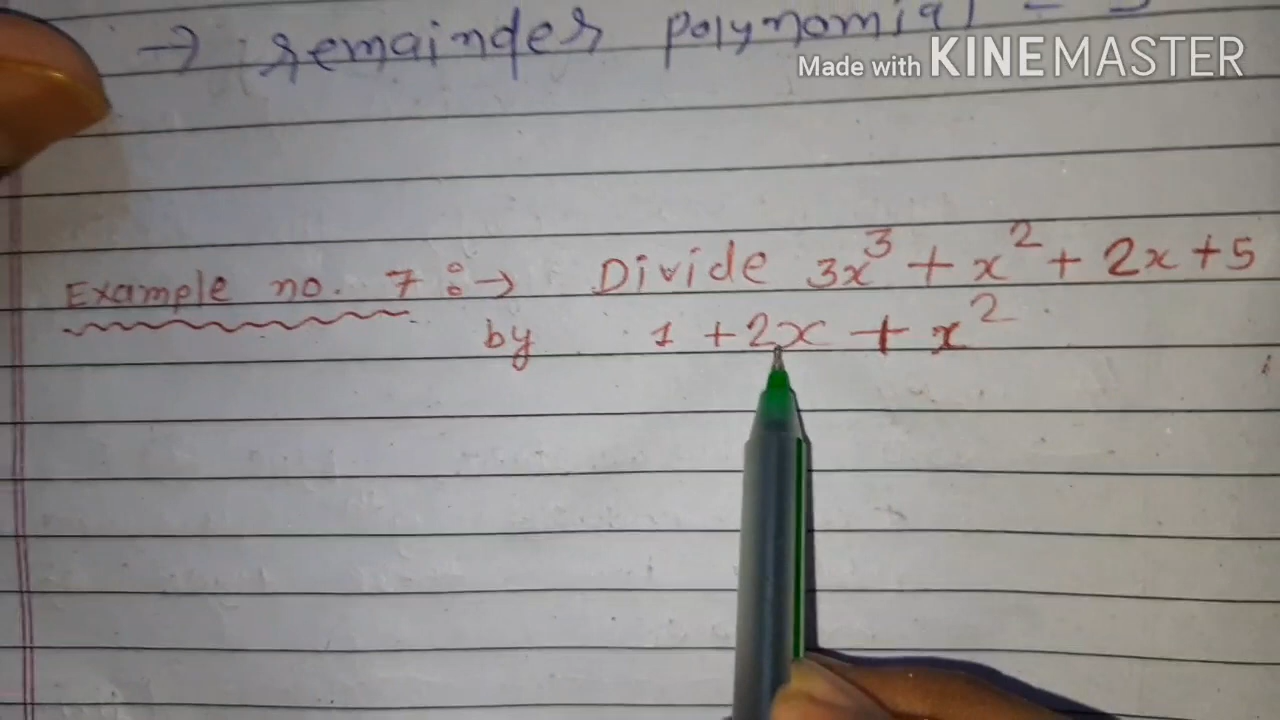 → remainder polynomial =
Made with KINEMASTER
Example no. 7 :→ Divide 3x³ + x² + 2x + 5
by 1 + 2x + x²